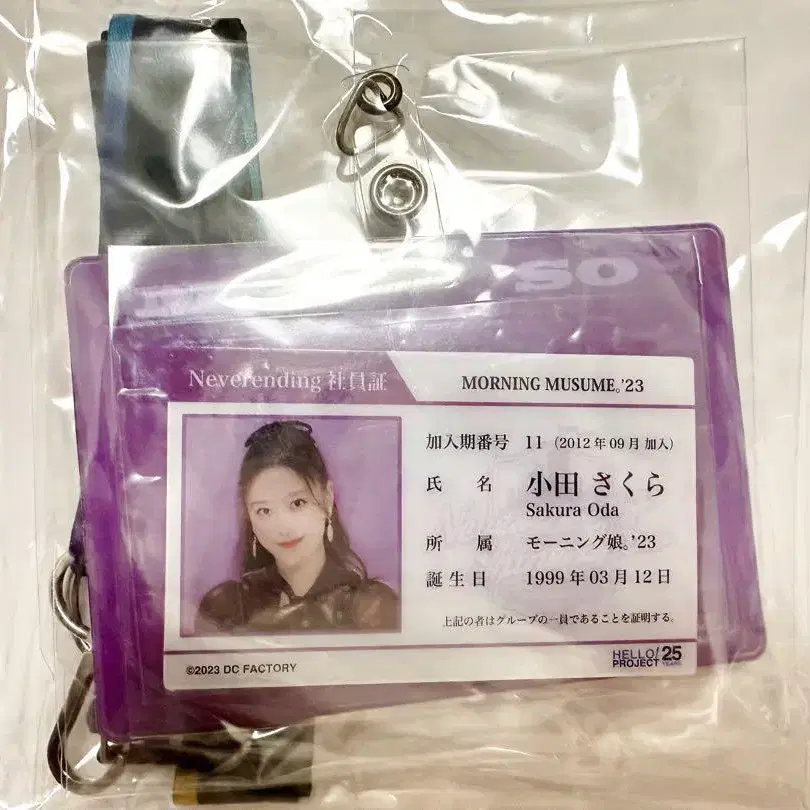 SO
Neverending 社員証
MORNING MUSUME。'23
加入期番号 11 (2012年09月 加入)
氏 名 小田 さくら
Sakura Oda
所 属 モーニング娘。'23
誕生日 1999年03月12日
上記の者はグループの一員であることを証明する。
©2023 DC FACTORY
HELLO! PROJECT 25 YEARS